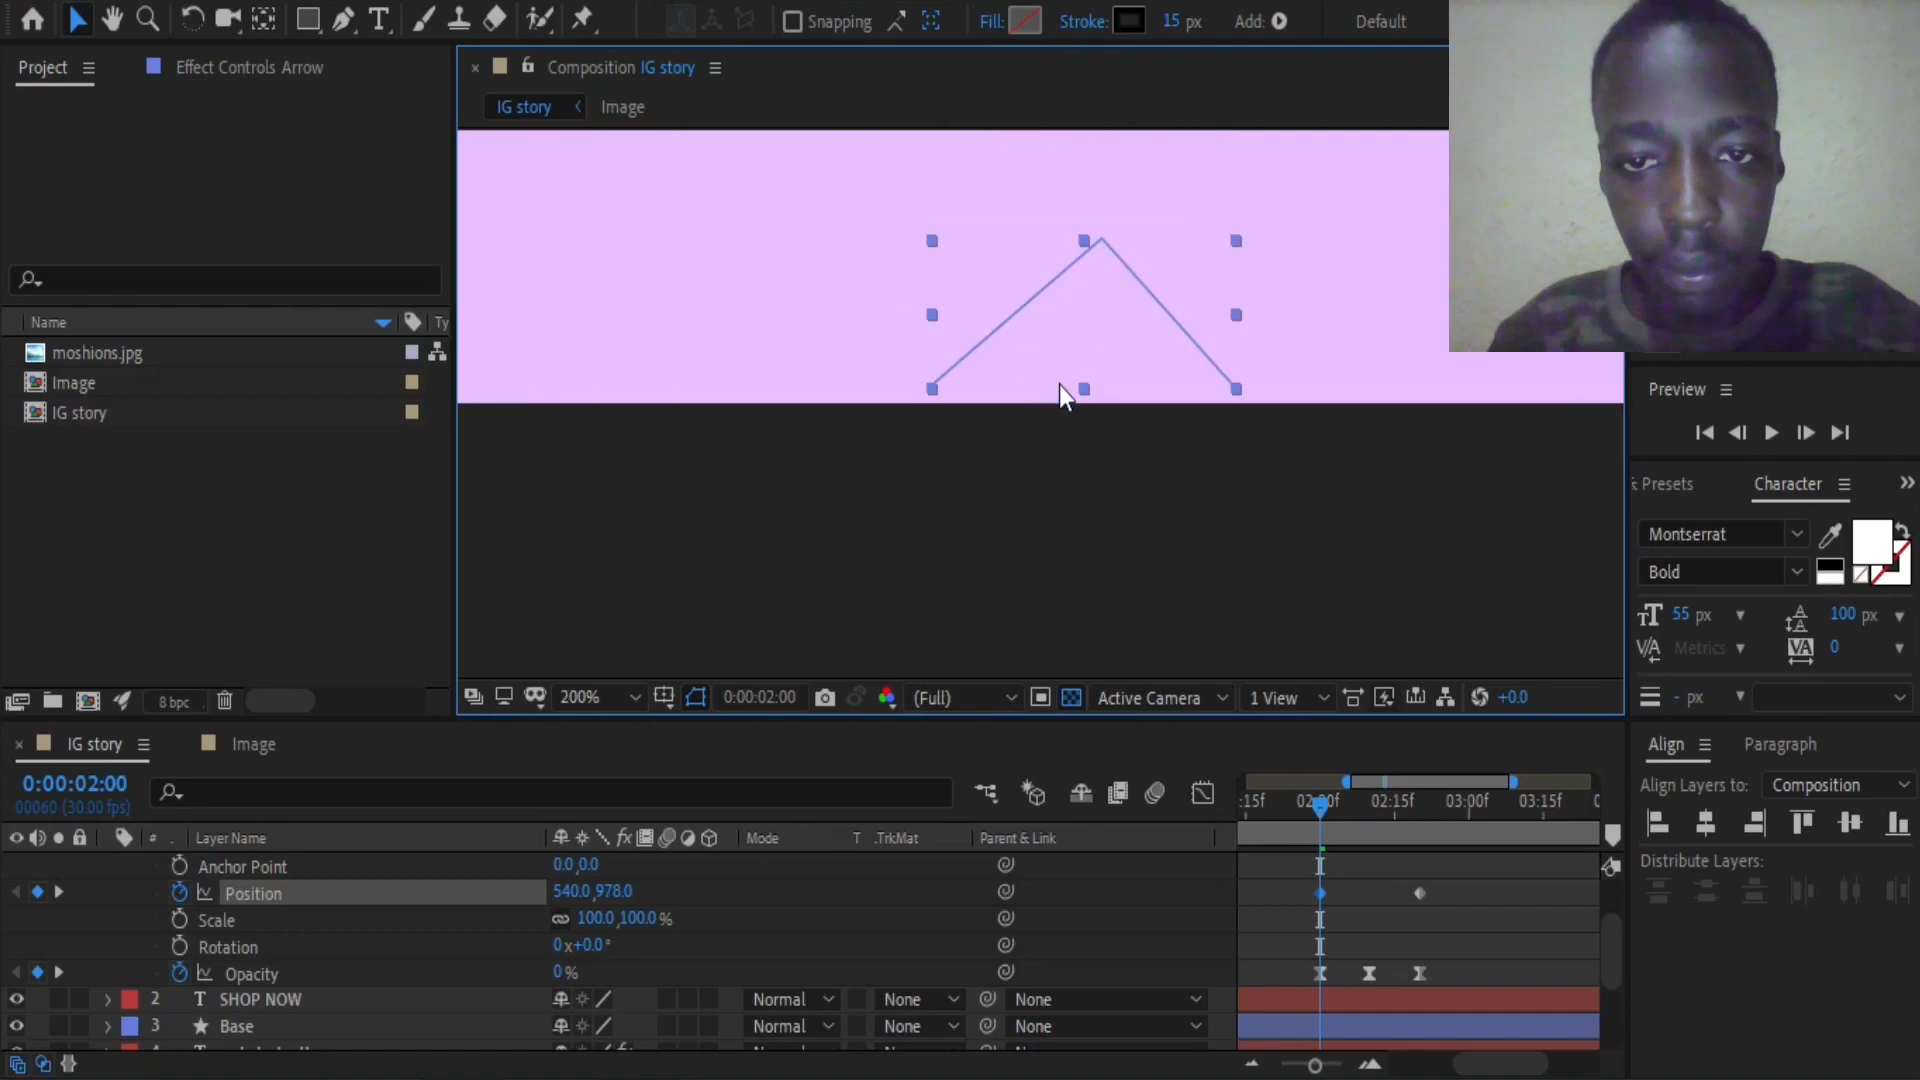 Snapping
Fill:
Stroke:
15 px
Add:
Default
Project
Effect Controls Arrow
Composition IG story
IG story
Image
Name
Ty
moshions.jpg
Image
IG story
8 bpc
200%
0:00:02:00
(Full)
Active Camera
1 View
+0.0
Preview
Presets
Character
Montserrat
Bold
55 px
100 px
Metrics
0
- px
IG story
Image
0:00:02:00
00060 (30.00 fps)
:15f
02:00f
02:15f
03:00f
03:15f
0
#
Layer Name
Mode
T
.TrkMat
Parent & Link
Anchor Point
0.0,0.0
Position
540.0,978.0
Scale
100.0,100.0 %
Rotation
0x+0.0°
Opacity
0%
2
T
SHOP NOW
Normal
None
None
3
Base
Normal
None
None
Align
Paragraph
Align Layers to:
Composition
Distribute Layers: